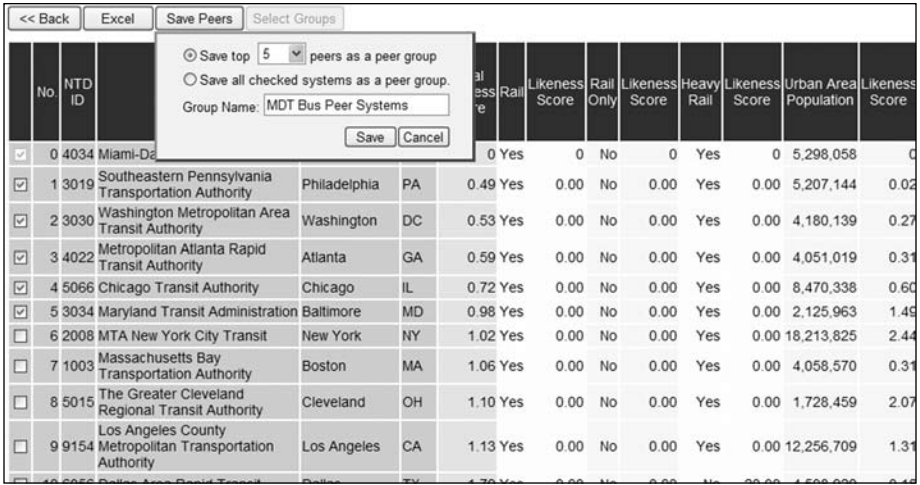 << Back Excel Save Peers Select Groups
Save top 5 peers as a peer group
Save all checked systems as a peer group.
Group Name: MDT Bus Peer Systems
Save Cancel
No. NTD ID Rail Likeness Score Rail Only Likeness Score Heavy Rail Likeness Score Urban Area Population Likeness Score
0 4034 Miami-Da 0 Yes 0 No 0 Yes 0 5,298,058 0
1 3019 Southeastern Pennsylvania Transportation Authority Philadelphia PA 0.49 Yes 0.00 No 0.00 Yes 0.00 5,207,144 0.02
2 3030 Washington Metropolitan Area Transit Authority Washington DC 0.53 Yes 0.00 No 0.00 Yes 0.00 4,180,139 0.27
3 4022 Metropolitan Atlanta Rapid Transit Authority Atlanta GA 0.59 Yes 0.00 No 0.00 Yes 0.00 4,051,019 0.31
4 5066 Chicago Transit Authority Chicago IL 0.72 Yes 0.00 No 0.00 Yes 0.00 8,470,338 0.60
5 3034 Maryland Transit Administration Baltimore MD 0.98 Yes 0.00 No 0.00 Yes 0.00 2,125,963 1.49
6 2008 MTA New York City Transit New York NY 1.02 Yes 0.00 No 0.00 Yes 0.00 18,213,825 2.44
7 1003 Massachusetts Bay Transportation Authority Boston MA 1.06 Yes 0.00 No 0.00 Yes 0.00 4,058,570 0.31
8 5015 The Greater Cleveland Regional Transit Authority Cleveland OH 1.10 Yes 0.00 No 0.00 Yes 0.00 1,728,459 2.07
9 9154 Los Angeles County Metropolitan Transportation Authority Los Angeles CA 1.13 Yes 0.00 No 0.00 Yes 0.00 12,256,709 1.31